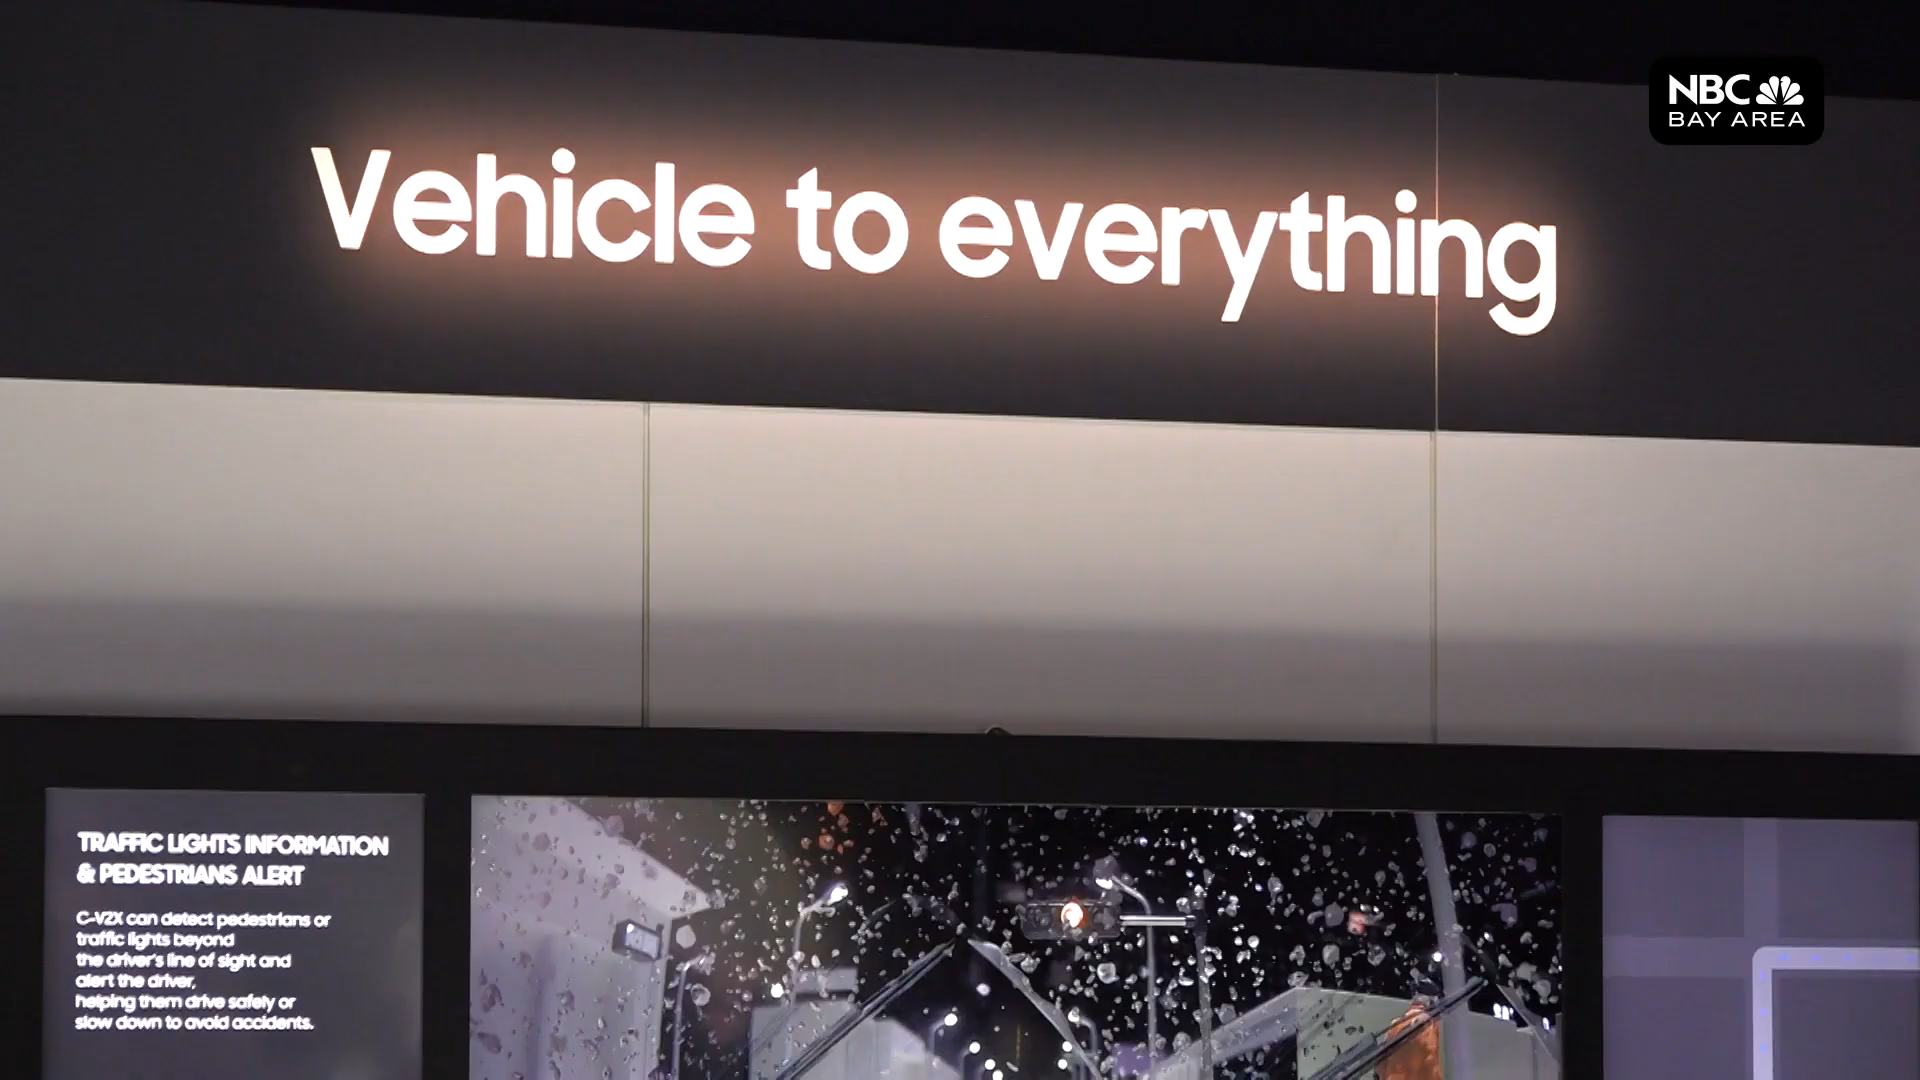 NBC
BAY AREA
Vehicle to everything
TRAFFIC LIGHTS INFORMATION
& PEDESTRIANS ALERT
C-V2X can detect pedestrians or
traffic lights beyond
the driver's line of sight and
alert the driver,
helping them drive safely or
slow down to avoid accidents.